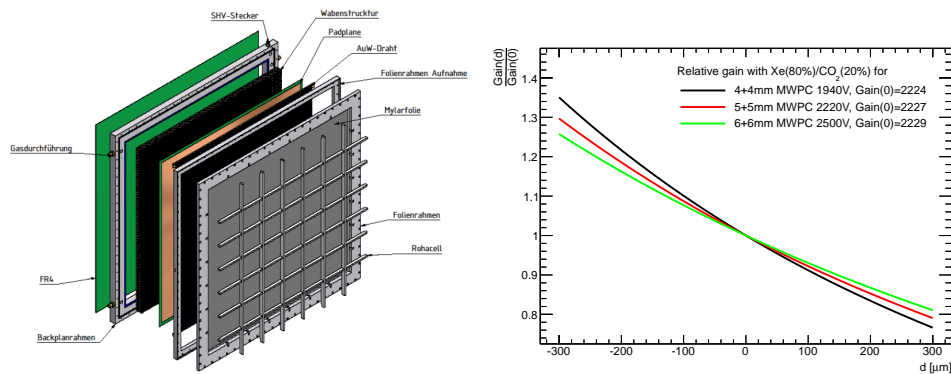 SHV-Stecker
Wabenstruktur
Padplane
AuW-Draht
Folienrahmen Aufnahme
Mylarfolie
Gasdurchführung
Folienrahmen
Rohacell
FR4
Backplanrahmen
Gain(d)
Gain(0)
Relative gain with Xe(80%)/CO2(20%) for
4+4mm MWPC 1940V, Gain(0)=2224
5+5mm MWPC 2220V, Gain(0)=2227
6+6mm MWPC 2500V, Gain(0)=2229
1.4
1.3
1.2
1.1
1
0.9
0.8
-300 -200 -100 0 100 200 300
d [μm]